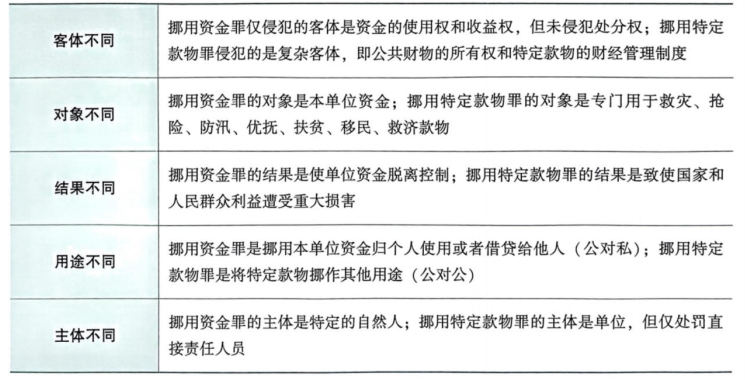 客体不同
挪用资金罪仅侵犯的客体是资金的使用权和收益权，但未侵犯处分权；挪用特定
款物罪侵犯的是复杂客体，即公共财物的所有权和特定款物的财经管理制度
对象不同
挪用资金罪的对象是本单位资金；挪用特定款物罪的对象是专门用于救灾、抢
险、防汛、优抚、扶贫、移民、救济款物
结果不同
挪用资金罪的结果是使单位资金脱离控制；挪用特定款物罪的结果是致使国家和
人民群众利益遭受重大损害
用途不同
挪用资金罪是挪用本单位资金归个人使用或者借贷给他人（公对私）；挪用特定
款物罪是将特定款物挪作其他用途（公对公）
主体不同
挪用资金罪的主体是特定的自然人；挪用特定款物罪的主体是单位，但仅处罚直
接责任人员